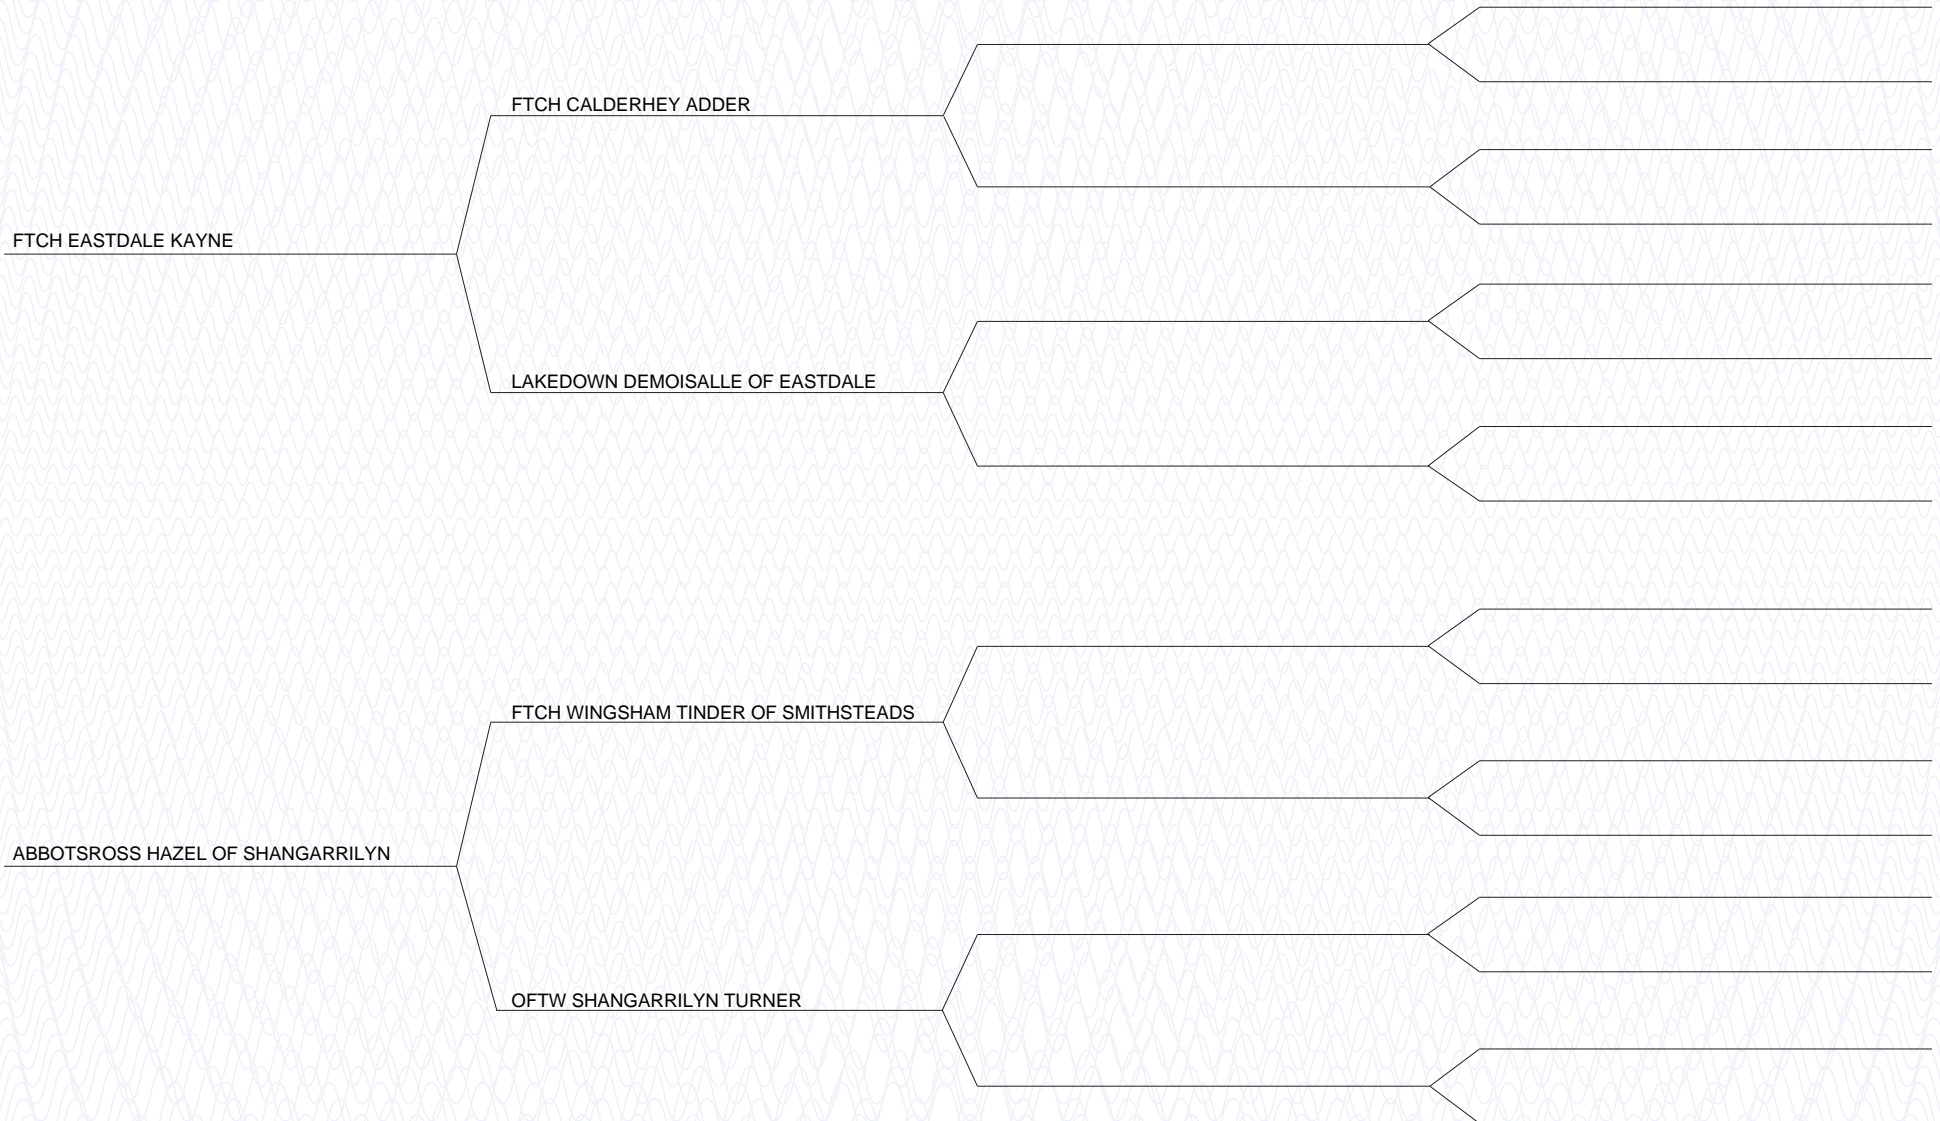 FTCH CALDERHEY ADDER
FTCH EASTDALE KAYNE
LAKEDOWN DEMOISALLE OF EASTDALE
FTCH WINGSHAM TINDER OF SMITHSTEADS
ABBOTSROSS HAZEL OF SHANGARRILYN
OFTW SHANGARRILYN TURNER